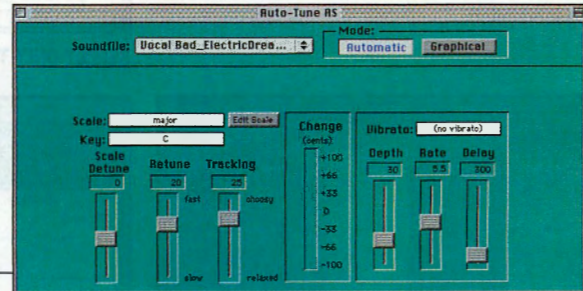 Auto-Tune AS
Soundfile: Vocal Bad_ElectricDrea...
Mode:
Automatic Graphical
Scale: major Edit Scale
Key: C
Scale Detune Retune Tracking
0 20 25
fast choosy
slow relaxed
Change
(cents):
+100
+66
+33
0
-33
-66
-100
Vibrato: (no vibrato)
Depth Rate Delay
30 5.5 300